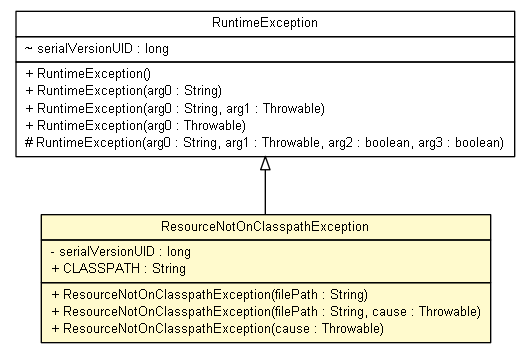 RuntimeException
~ serialVersionUID : long
+ RuntimeException()
+ RuntimeException(arg0 : String)
+ RuntimeException(arg0 : String, arg1 : Throwable)
+ RuntimeException(arg0 : Throwable)
# RuntimeException(arg0 : String, arg1 : Throwable, arg2 : boolean, arg3 : boolean)
ResourceNotOnClasspathException
- serialVersionUID : long
+ CLASSPATH : String
+ ResourceNotOnClasspathException(filePath : String)
+ ResourceNotOnClasspathException(filePath : String, cause : Throwable)
+ ResourceNotOnClasspathException(cause : Throwable)